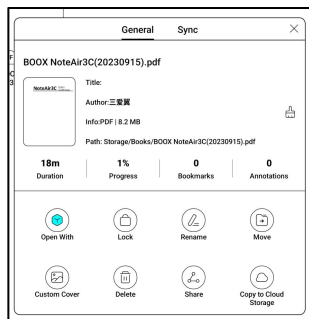 General Sync
BOOX NoteAir3C(20230915).pdf
NoteAir3C
Title:
Author:三爱翼
Info:PDF | 8.2 MB
Path: Storage/Books/BOOX NoteAir3C(20230915).pdf
18m 1% 0 0
Duration Progress Bookmarks Annotations
Open With Lock Rename Move
Custom Cover Delete Share Copy to Cloud
Storage